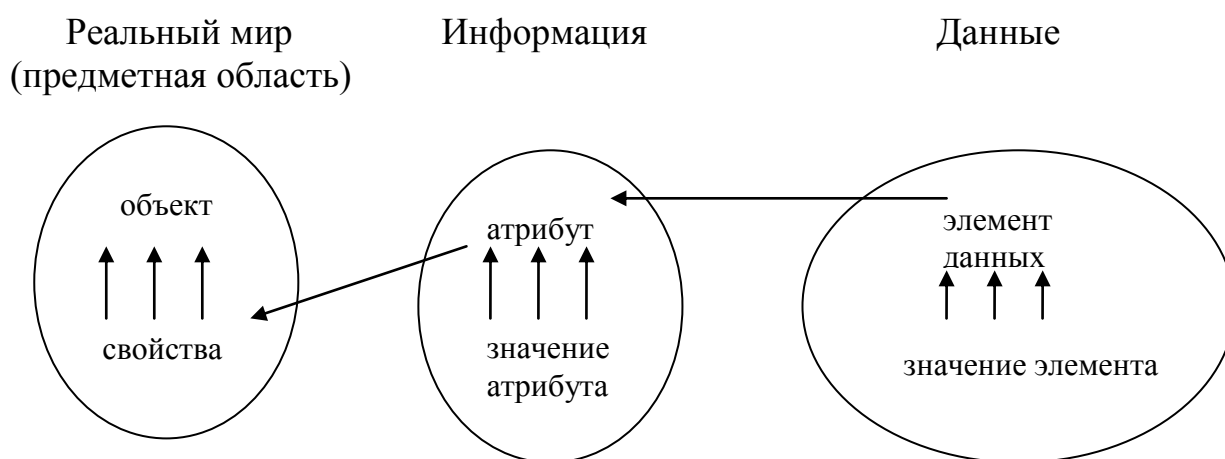 Реальный мир
(предметная область)
Информация
Данные
объект
свойства
атрибут
значение
атрибута
элемент
данных
значение элемента